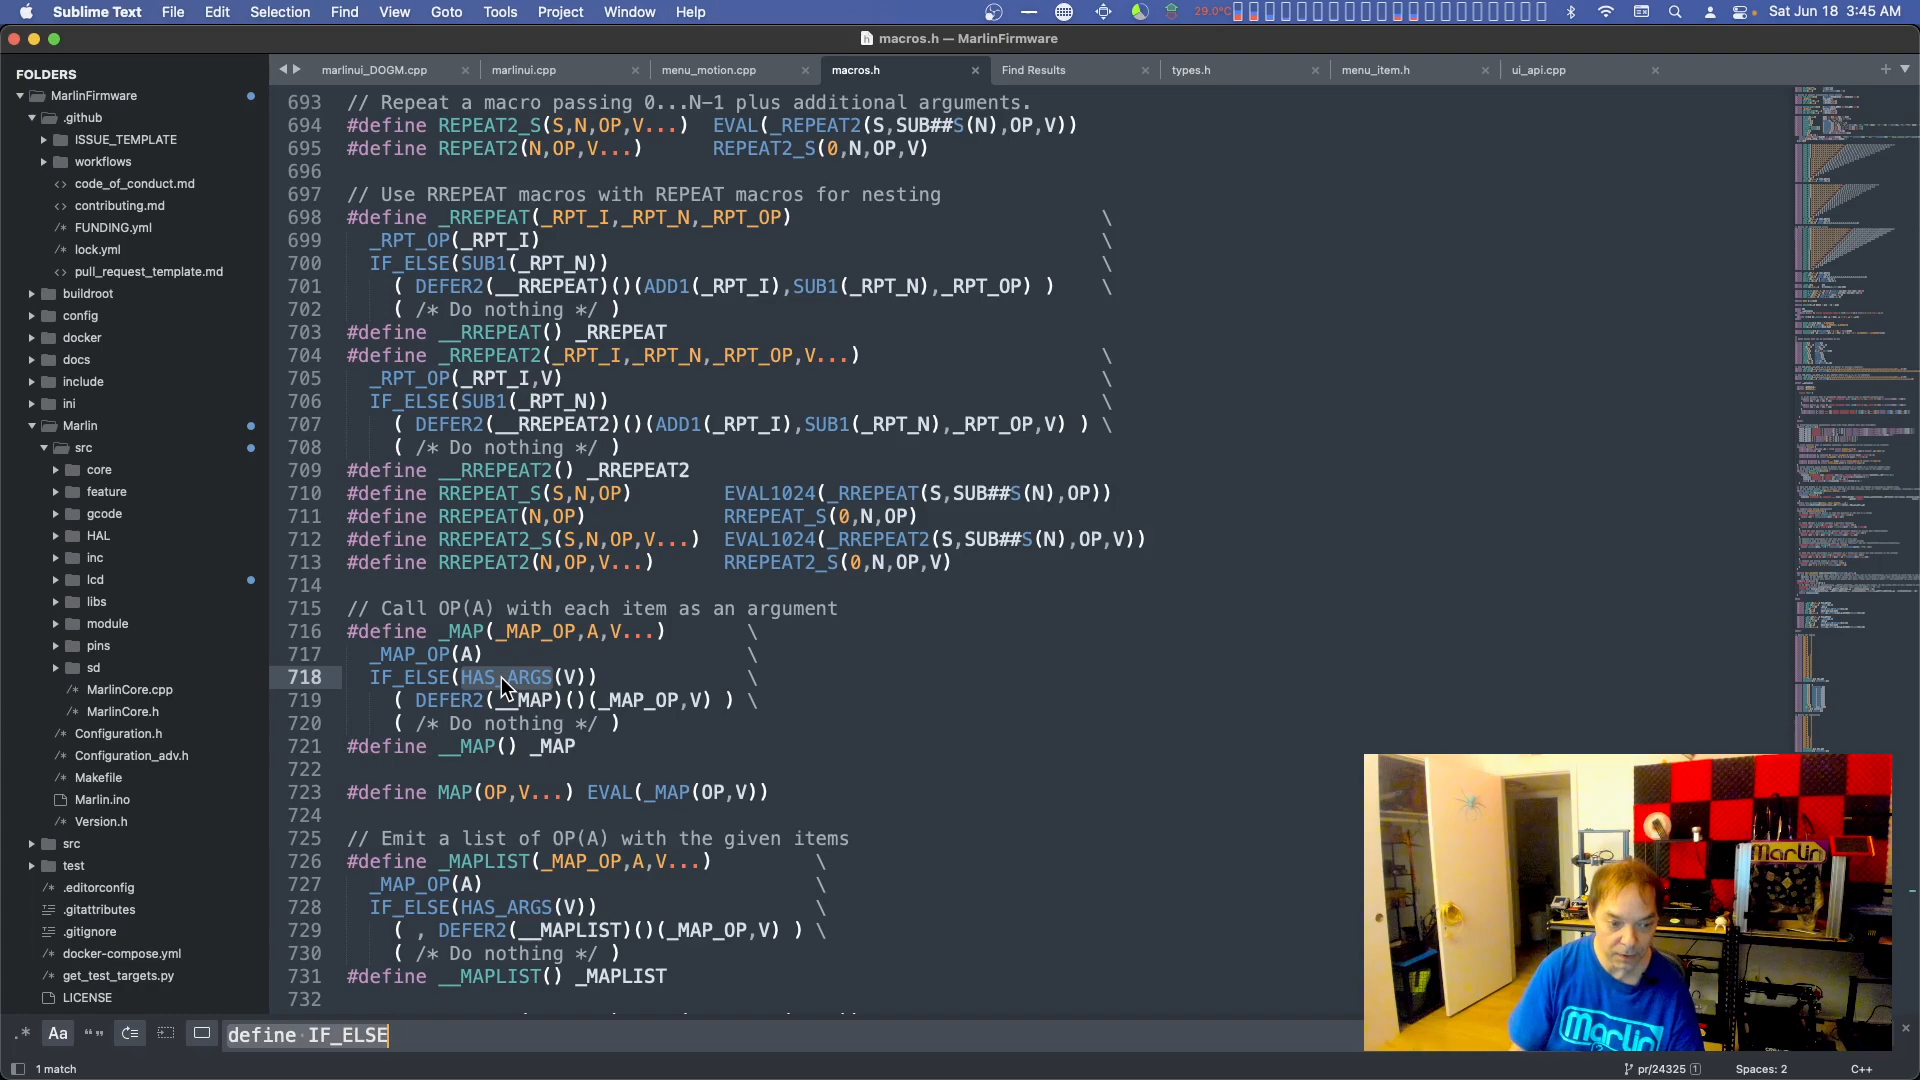 Sublime Text File Edit Selection Find View Goto Tools Project Window Help 29.0°C Sat Jun 18 3:45 AM
macros.h — MarlinFirmware
FOLDERS
MarlinFirmware
.github
ISSUE_TEMPLATE
workflows
code_of_conduct.md
contributing.md
FUNDING.yml
lock.yml
pull_request_template.md
buildroot
config
docker
docs
include
ini
Marlin
src
core
feature
gcode
HAL
inc
lcd
libs
module
pins
sd
MarlinCore.cpp
MarlinCore.h
Configuration.h
Configuration_adv.h
Makefile
Marlin.ino
Version.h
src
test
.editorconfig
.gitattributes
.gitignore
docker-compose.yml
get_test_targets.py
LICENSE
marlinui_DOGM.cpp marlinui.cpp menu_motion.cpp macros.h Find Results types.h menu_item.h ui_api.cpp
693 // Repeat a macro passing 0...N-1 plus additional arguments.
694 #define REPEAT2_S(S,N,OP,V...) EVAL(_REPEAT2(S,SUB##S(N),OP,V))
695 #define REPEAT2(N,OP,V...) REPEAT2_S(0,N,OP,V)
696
697 // Use RREPEAT macros with REPEAT macros for nesting
698 #define _RREPEAT(_RPT_I,_RPT_N,_RPT_OP) \
699 _RPT_OP(_RPT_I) \
700 IF_ELSE(SUB1(_RPT_N)) \
701 ( DEFER2(__RREPEAT)()(ADD1(_RPT_I),SUB1(_RPT_N),_RPT_OP) ) \
702 ( /* Do nothing */ )
703 #define __RREPEAT() _RREPEAT
704 #define _RREPEAT2(_RPT_I,_RPT_N,_RPT_OP,V...) \
705 _RPT_OP(_RPT_I,V) \
706 IF_ELSE(SUB1(_RPT_N)) \
707 ( DEFER2(__RREPEAT2)()(ADD1(_RPT_I),SUB1(_RPT_N),_RPT_OP,V) ) \
708 ( /* Do nothing */ )
709 #define __RREPEAT2() _RREPEAT2
710 #define RREPEAT_S(S,N,OP) EVAL1024(_RREPEAT(S,SUB##S(N),OP))
711 #define RREPEAT(N,OP) RREPEAT_S(0,N,OP)
712 #define RREPEAT2_S(S,N,OP,V...) EVAL1024(_RREPEAT2(S,SUB##S(N),OP,V))
713 #define RREPEAT2(N,OP,V...) RREPEAT2_S(0,N,OP,V)
714
715 // Call OP(A) with each item as an argument
716 #define _MAP(_MAP_OP,A,V...) \
717 _MAP_OP(A) \
718 IF_ELSE(HAS_ARGS(V)) \
719 ( DEFER2(__MAP)()(_MAP_OP,V) ) \
720 ( /* Do nothing */ )
721 #define __MAP() _MAP
722
723 #define MAP(OP,V...) EVAL(_MAP(OP,V))
724
725 // Emit a list of OP(A) with the given items
726 #define _MAPLIST(_MAP_OP,A,V...) \
727 _MAP_OP(A) \
728 IF_ELSE(HAS_ARGS(V)) \
729 ( , DEFER2(__MAPLIST)()(_MAP_OP,V) ) \
730 ( /* Do nothing */ )
731 #define __MAPLIST() _MAPLIST
732
Marlin
Marlin
.* Aa "" define IF_ELSE
1 match pr/24325 1 Spaces: 2 C++